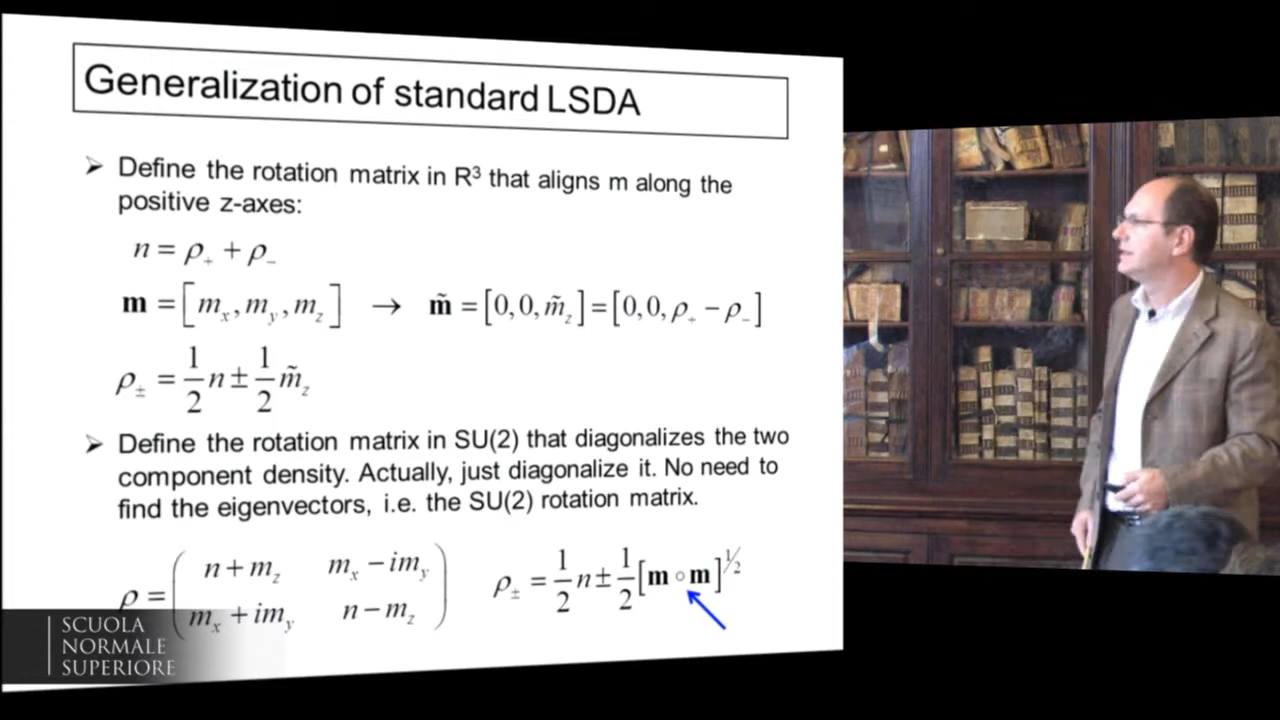 Generalization of standard LSDA
➢ Define the rotation matrix in R³ that aligns m along the
positive z-axes:
n = ρ₊ + ρ₋
m = [mₓ, m_y, m_z] → m̃ = [0,0,m̃_z] = [0,0,ρ₊ − ρ₋]
ρ± = 1/2 n ± 1/2 m̃_z
➢ Define the rotation matrix in SU(2) that diagonalizes the two
component density. Actually, just diagonalize it. No need to
find the eigenvectors, i.e. the SU(2) rotation matrix.
ρ = ( n + m_z  mₓ − im_y
mₓ + im_y  n − m_z )  ρ± = 1/2 n ± 1/2 [m ∘ m]^½
SCUOLA
NORMALE
SUPERIORE